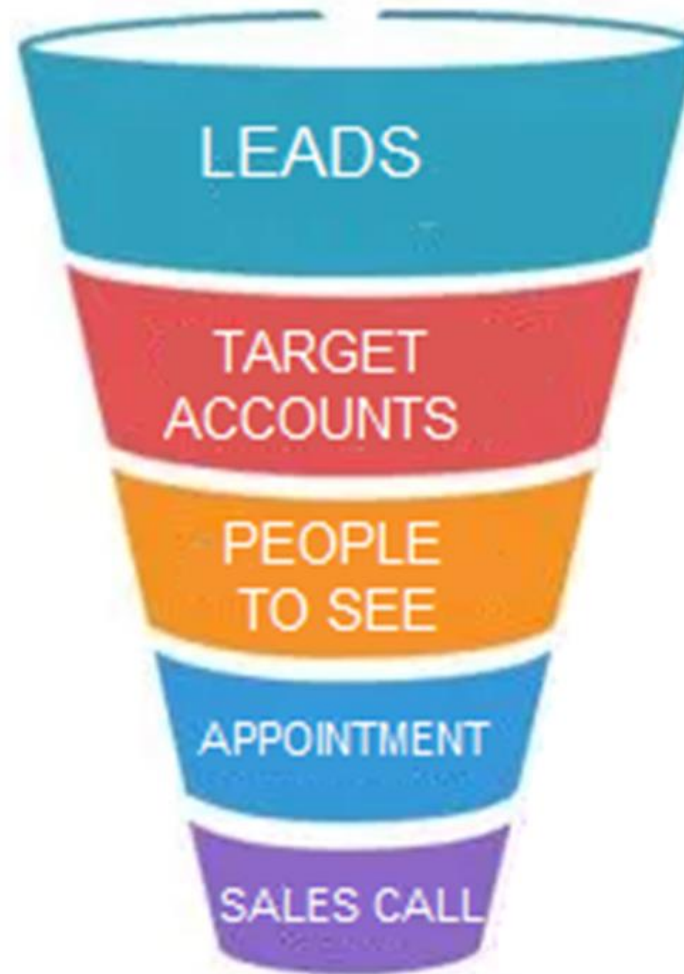 LEADS
TARGET
ACCOUNTS
PEOPLE
TO SEE
APPOINTMENT
SALES CALL